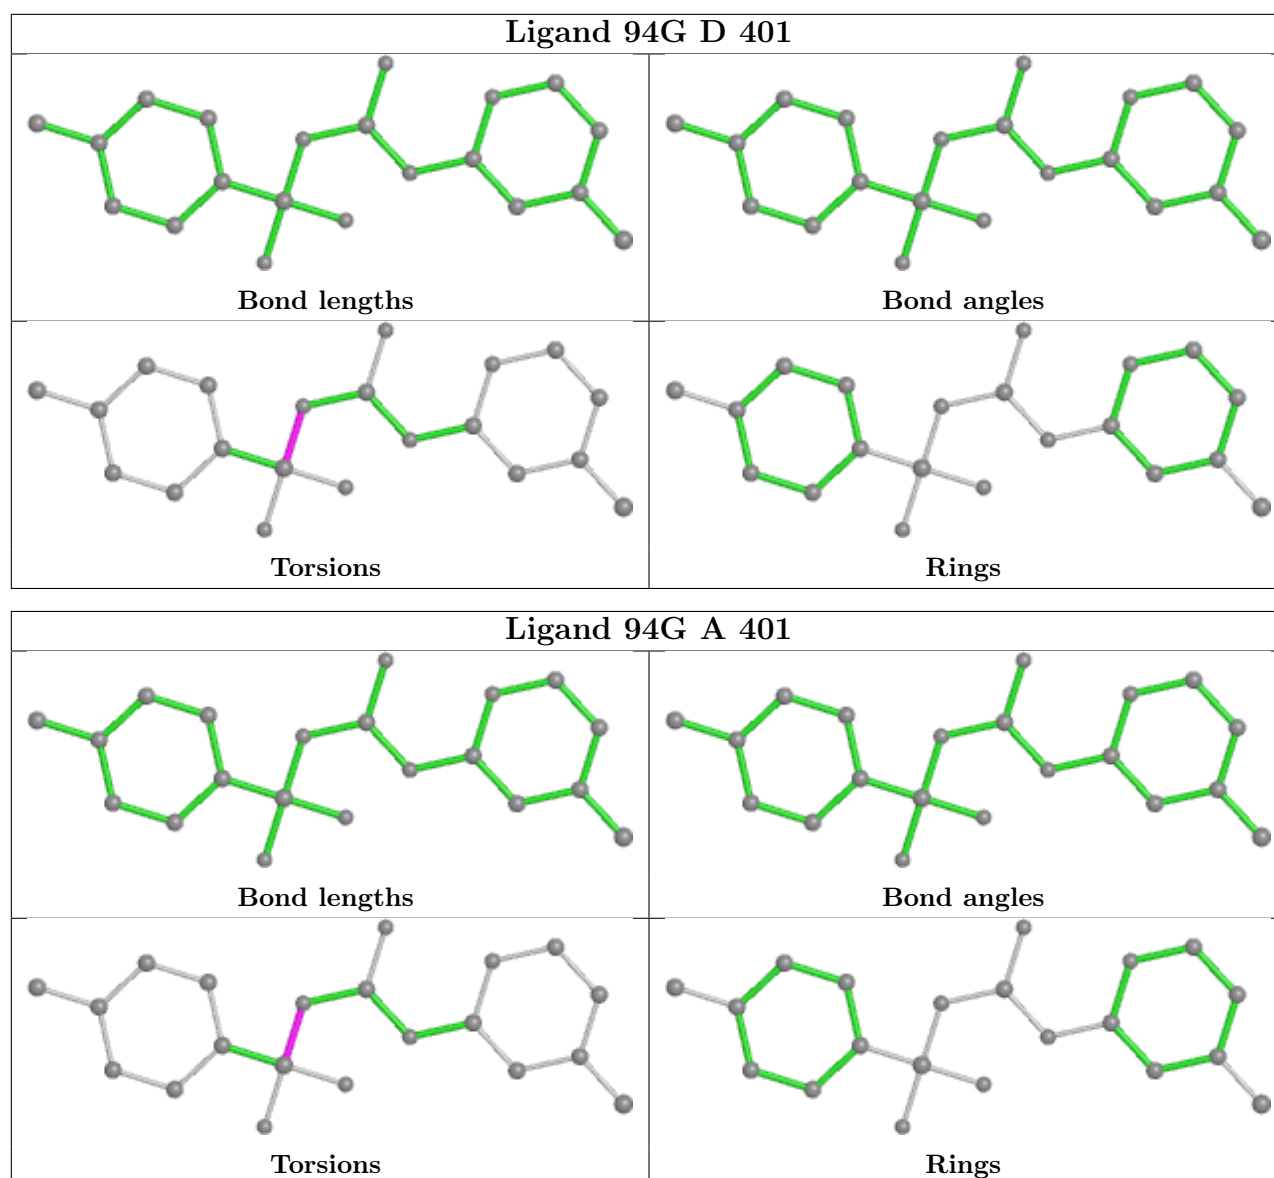 Ligand 94G D 401
Bond lengths
Bond angles
Torsions
Rings
Ligand 94G A 401
Bond lengths
Bond angles
Torsions
Rings